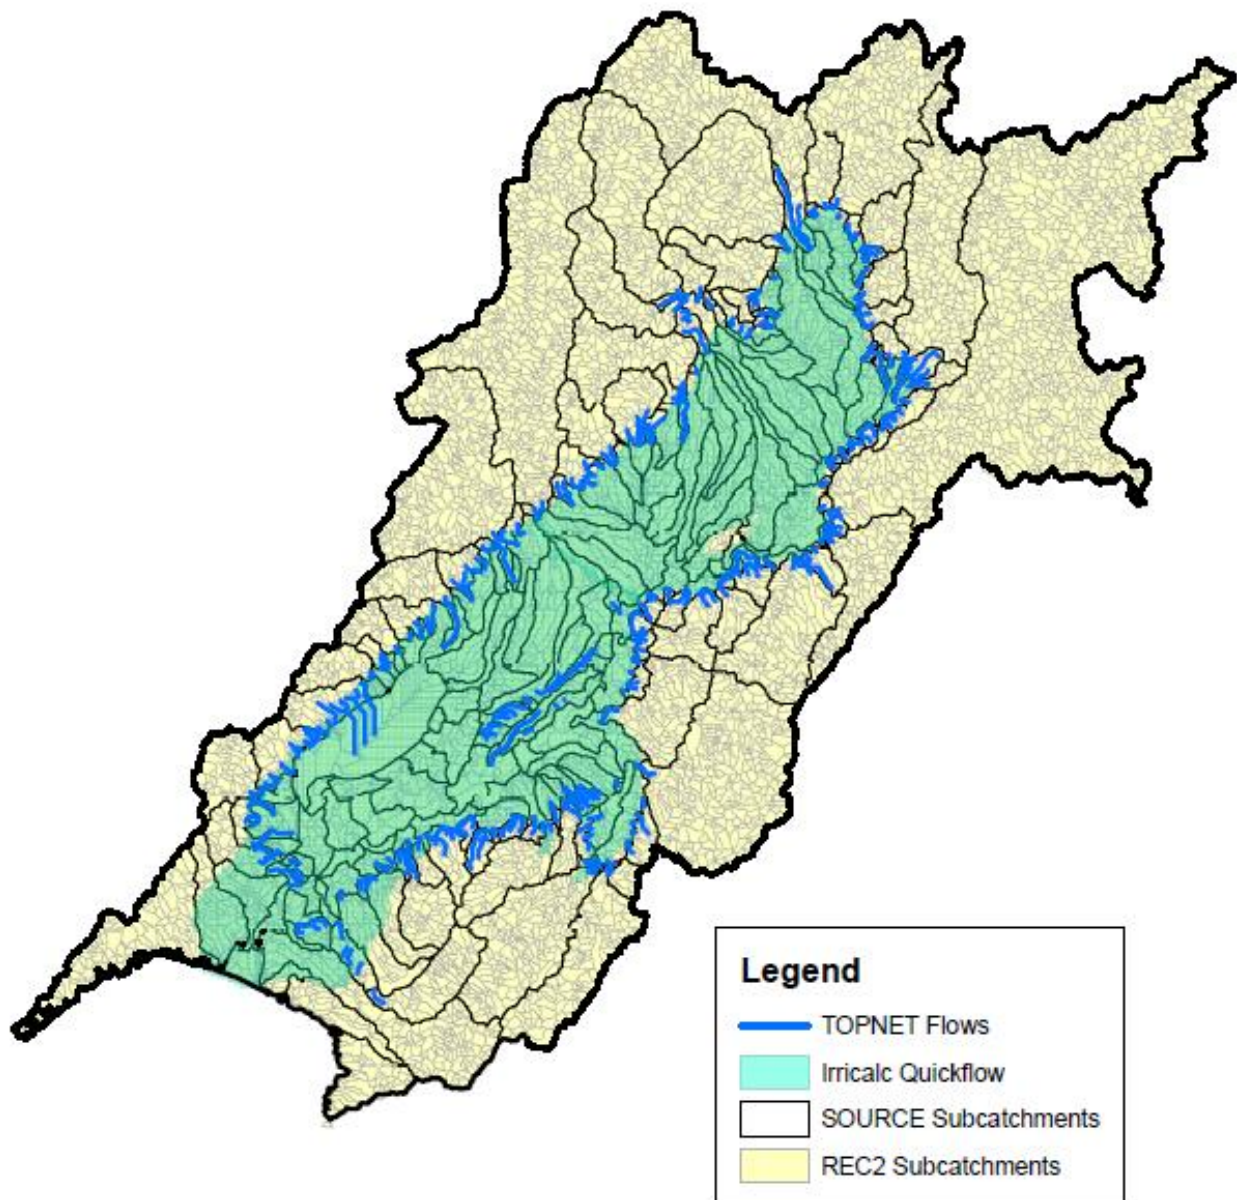 Legend
TOPNET Flows
Irricalc Quickflow
SOURCE Subcatchments
REC2 Subcatchments